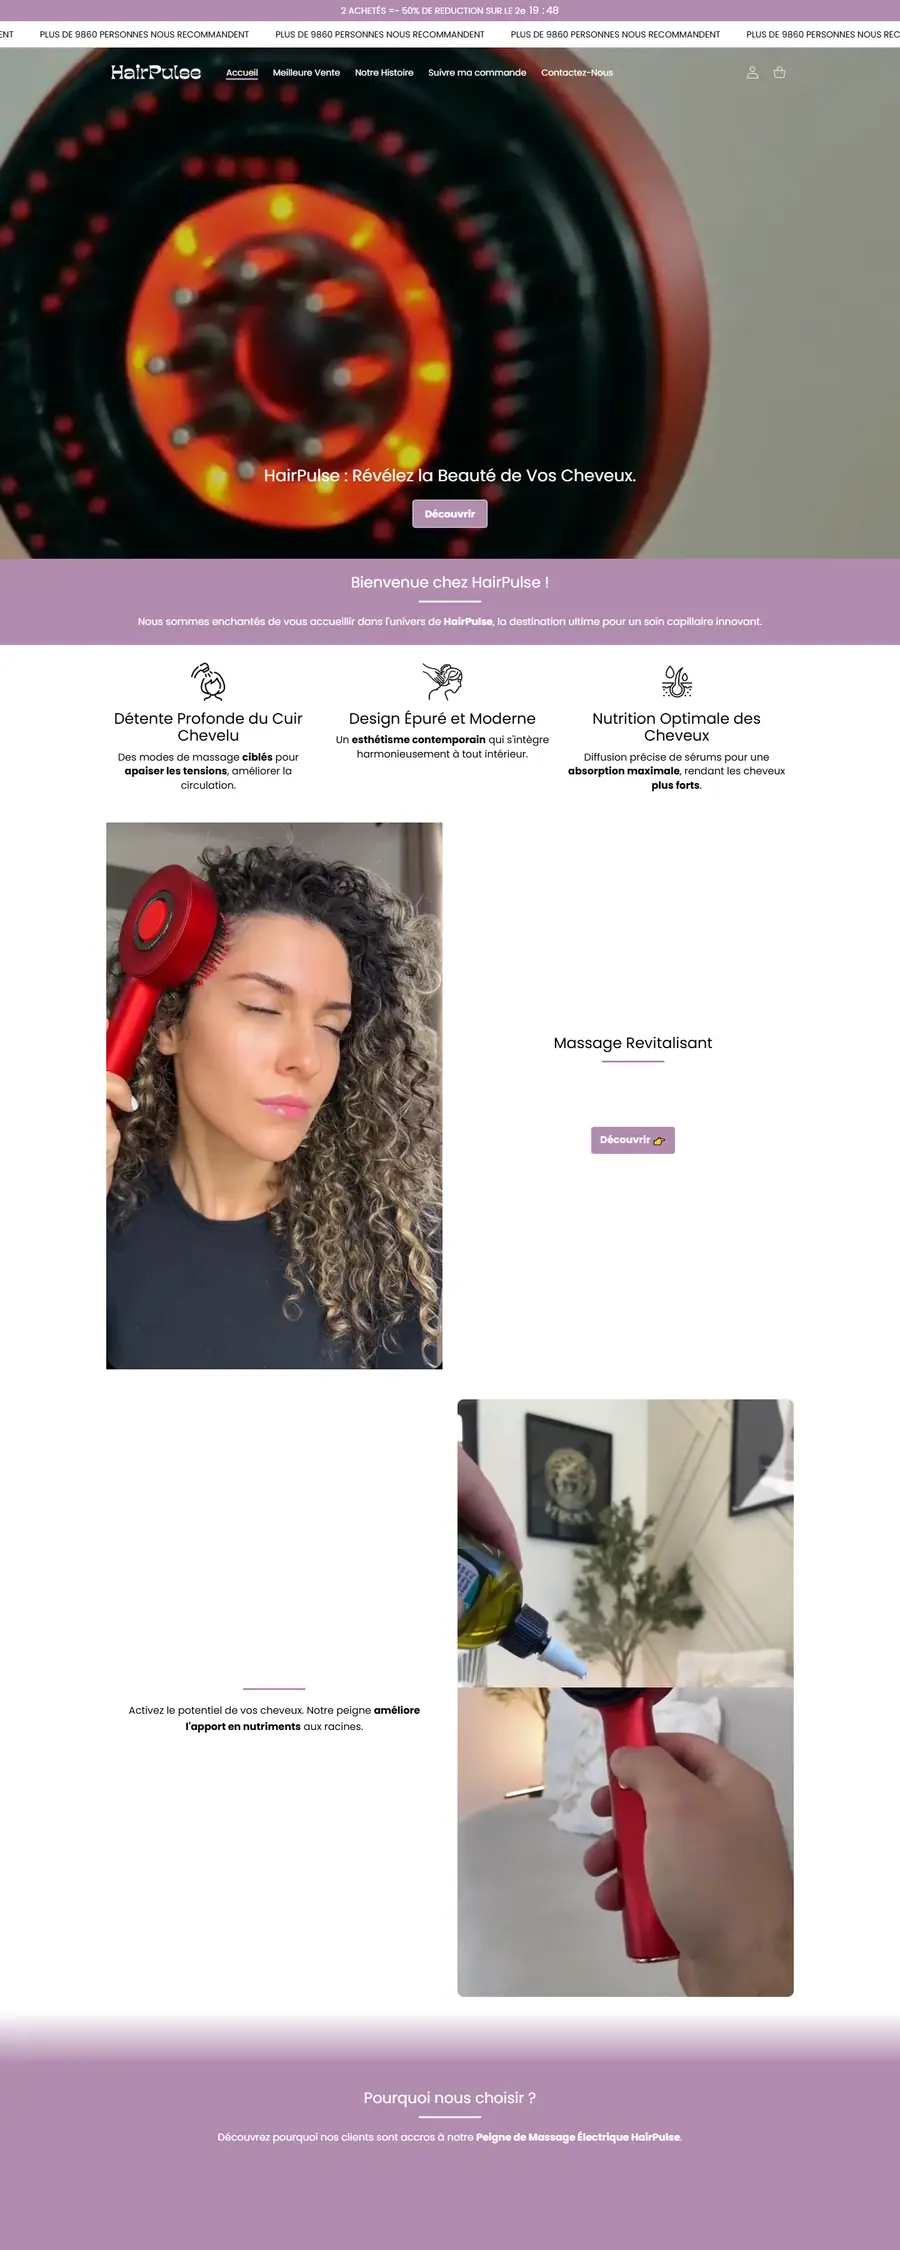 2 ACHETÉS =- 50% DE REDUCTION SUR LE 2e 19 : 48
ENT PLUS DE 9860 PERSONNES NOUS RECOMMANDENT PLUS DE 9860 PERSONNES NOUS RECOMMANDENT PLUS DE 9860 PERSONNES NOUS RECOMMANDENT PLUS DE 9860 PERSONNES NOUS REC
HairPulse Accueil Meilleure Vente Notre Histoire Suivre ma commande Contactez-Nous
HairPulse : Révélez la Beauté de Vos Cheveux.
Découvrir
Bienvenue chez HairPulse !
Nous sommes enchantés de vous accueillir dans l'univers de HairPulse, la destination ultime pour un soin capillaire innovant.
Détente Profonde du Cuir
Chevelu
Des modes de massage ciblés pour
apaiser les tensions, améliorer la
circulation.
Design Épuré et Moderne
Un esthétisme contemporain qui s'intègre
harmonieusement à tout intérieur.
Nutrition Optimale des
Cheveux
Diffusion précise de sérums pour une
absorption maximale, rendant les cheveux
plus forts.
Massage Revitalisant
Découvrir 👉
Activez le potentiel de vos cheveux. Notre peigne améliore
l'apport en nutriments aux racines.
Pourquoi nous choisir ?
Découvrez pourquoi nos clients sont accros à notre Peigne de Massage Électrique HairPulse.